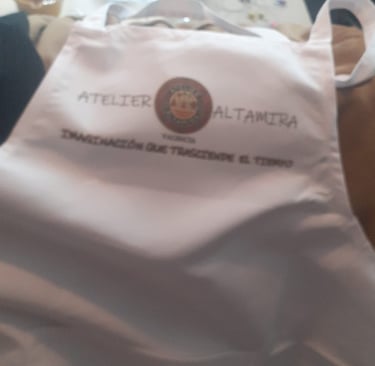 ATELIER ALTAMIRA
VALENCIA
IMAGINACIÓN QUE TRASCIENDE EL TIEMPO